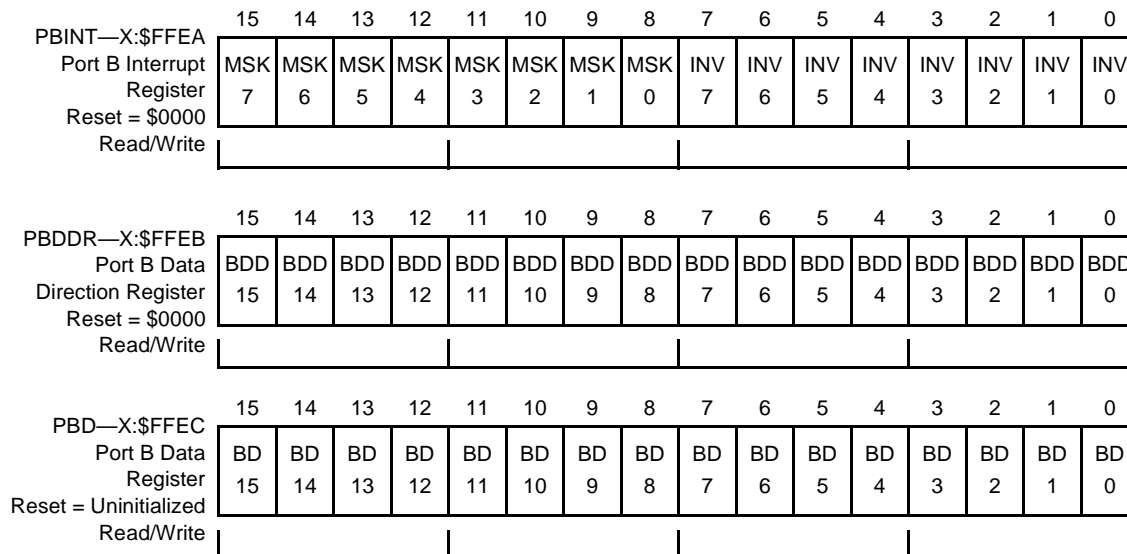 15 14 13 12 11 10 9 8 7 6 5 4 3 2 1 0
PBINT—X:$FFEA
Port B Interrupt
Register
Reset = $0000
Read/Write
MSK MSK MSK MSK MSK MSK MSK MSK INV INV INV INV INV INV INV INV
7 6 5 4 3 2 1 0 7 6 5 4 3 2 1 0
15 14 13 12 11 10 9 8 7 6 5 4 3 2 1 0
PBDDR—X:$FFEB
Port B Data
Direction Register
Reset = $0000
Read/Write
BDD BDD BDD BDD BDD BDD BDD BDD BDD BDD BDD BDD BDD BDD BDD BDD
15 14 13 12 11 10 9 8 7 6 5 4 3 2 1 0
15 14 13 12 11 10 9 8 7 6 5 4 3 2 1 0
PBD—X:$FFEC
Port B Data
Register
Reset = Uninitialized
Read/Write
BD BD BD BD BD BD BD BD BD BD BD BD BD BD BD BD
15 14 13 12 11 10 9 8 7 6 5 4 3 2 1 0